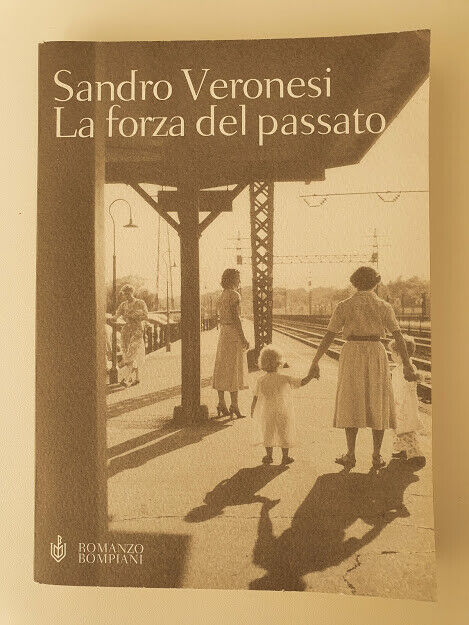 Sandro Veronesi
La forza del passato
ROMANZO
BOMPIANI